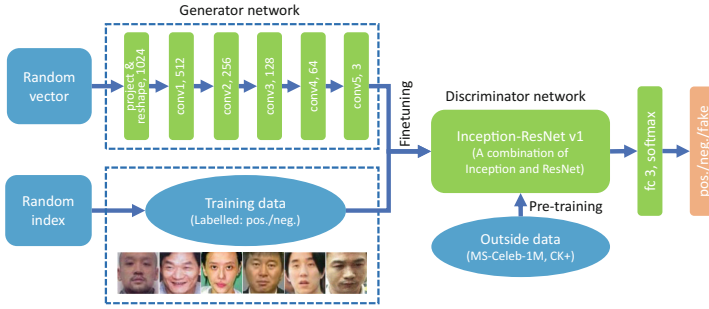 Generator network
Random
vector
project &
reshape, 1024
conv1, 512
conv2, 256
conv3, 128
conv4, 64
conv5, 3
Finetuning
Discriminator network
Inception-ResNet v1
(A combination of
Inception and ResNet)
fc 3, softmax
pos./neg./fake
Random
index
Training data
(Labelled: pos./neg.)
Pre-training
Outside data
(MS-Celeb-1M, CK+)